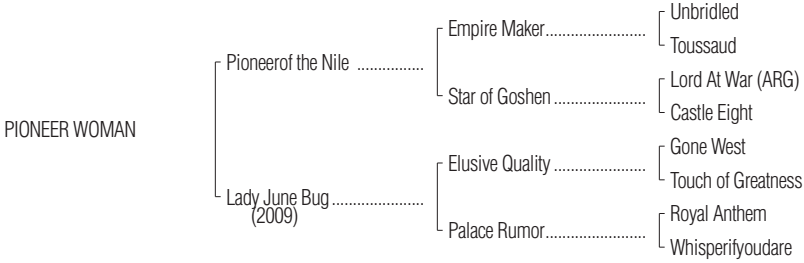 Unbridled
Empire Maker........................
Toussaud
Pioneerof the Nile ................
Lord At War (ARG)
Star of Goshen ......................
Castle Eight
PIONEER WOMAN
Gone West
Elusive Quality ......................
Touch of Greatness
Lady June Bug ......................
(2009)
Royal Anthem
Palace Rumor........................
Whisperifyoudare